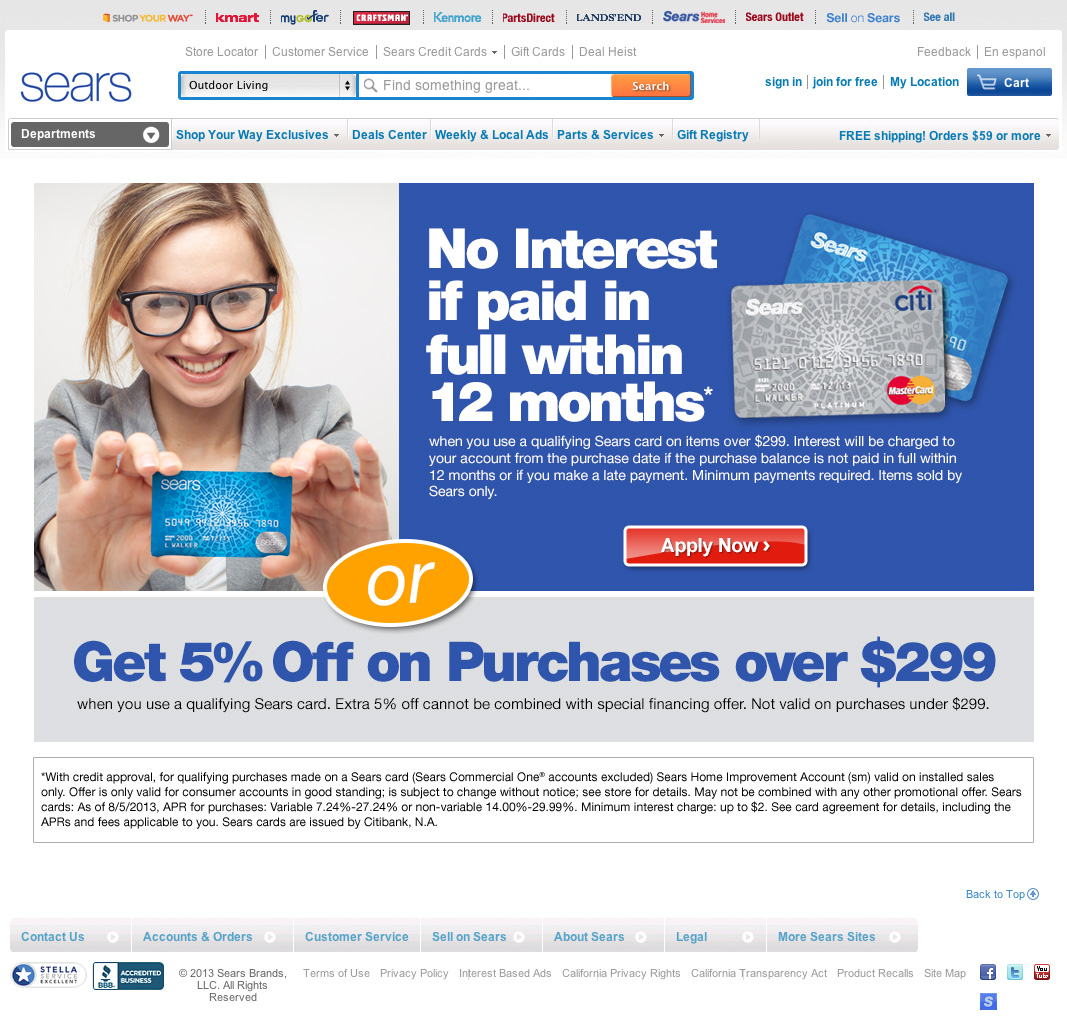 SHOP YOUR WAY
kmart
mygofer
CRAFTSMAN
Kenmore
PartsDirect
LANDS'END
Sears Home Services
Sears Outlet
Sell on Sears
See all
Store Locator
Customer Service
Sears Credit Cards
Gift Cards
Deal Heist
Feedback
En espanol
sears
Outdoor Living
Find something great...
Search
sign in
join for free
My Location
Cart
Departments
Shop Your Way Exclusives
Deals Center
Weekly & Local Ads
Parts & Services
Gift Registry
FREE shipping! Orders $59 or more
No Interest
if paid in
full within
12 months*
Sears
Sears
citi
5121 0712 3456 7890
2000
12/13
L WALKER
PLATINUM
MasterCard
when you use a qualifying Sears card on items over $299. Interest will be charged to
your account from the purchase date if the purchase balance is not paid in full within
12 months or if you make a late payment. Minimum payments required. Items sold by
Sears only.
Apply Now ›
sears
7890
2000
L WALKER
or
Get 5% Off on Purchases over $299
when you use a qualifying Sears card. Extra 5% off cannot be combined with special financing offer. Not valid on purchases under $299.
*With credit approval, for qualifying purchases made on a Sears card (Sears Commercial One® accounts excluded) Sears Home Improvement Account (sm) valid on installed sales
only. Offer is only valid for consumer accounts in good standing; is subject to change without notice; see store for details. May not be combined with any other promotional offer. Sears
cards: As of 8/5/2013, APR for purchases: Variable 7.24%-27.24% or non-variable 14.00%-29.99%. Minimum interest charge: up to $2. See card agreement for details, including the
APRs and fees applicable to you. Sears cards are issued by Citibank, N.A.
Back to Top
Contact Us
Accounts & Orders
Customer Service
Sell on Sears
About Sears
Legal
More Sears Sites
STELLA
SERVICE
EXCELLENT
BBB
ACCREDITED
BUSINESS
© 2013 Sears Brands,
LLC. All Rights
Reserved
Terms of Use
Privacy Policy
Interest Based Ads
California Privacy Rights
California Transparency Act
Product Recalls
Site Map
f
t
You
Tube
S